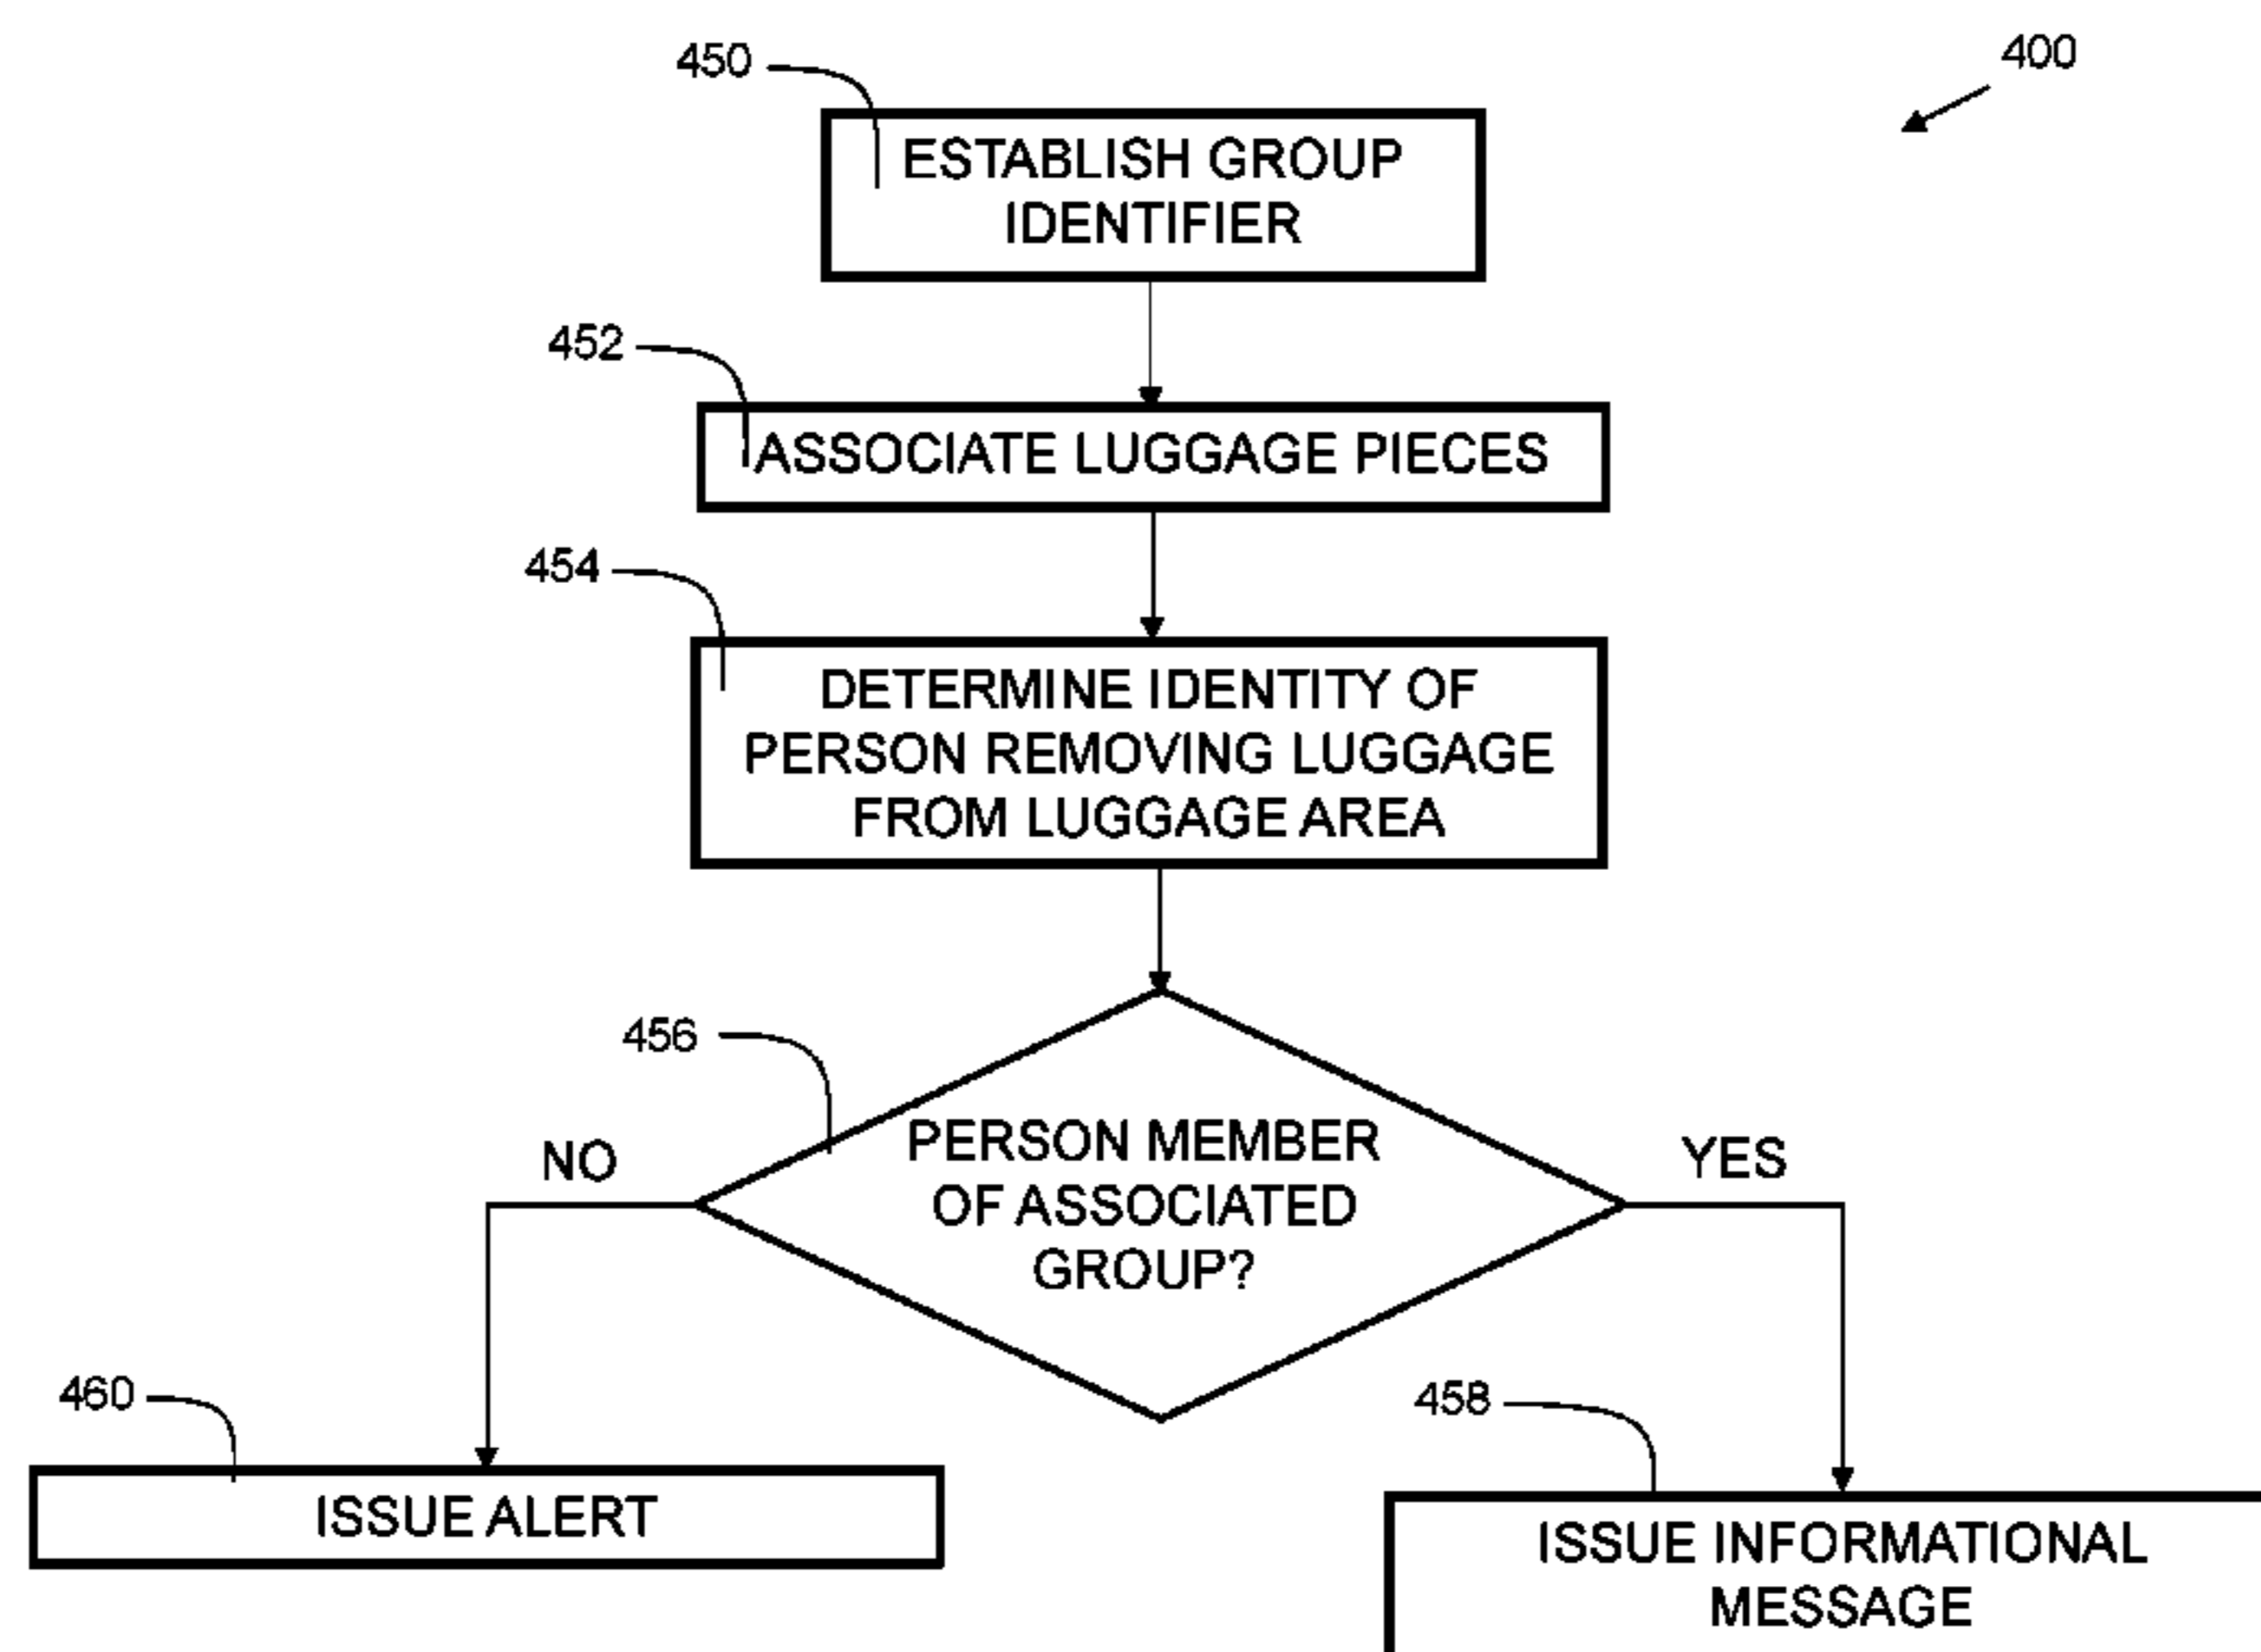 450
400
ESTABLISH GROUP
IDENTIFIER
452
ASSOCIATE LUGGAGE PIECES
454
DETERMINE IDENTITY OF
PERSON REMOVING LUGGAGE
FROM LUGGAGE AREA
456
PERSON MEMBER
OF ASSOCIATED
GROUP?
NO
YES
460
458
ISSUE ALERT
ISSUE INFORMATIONAL
MESSAGE